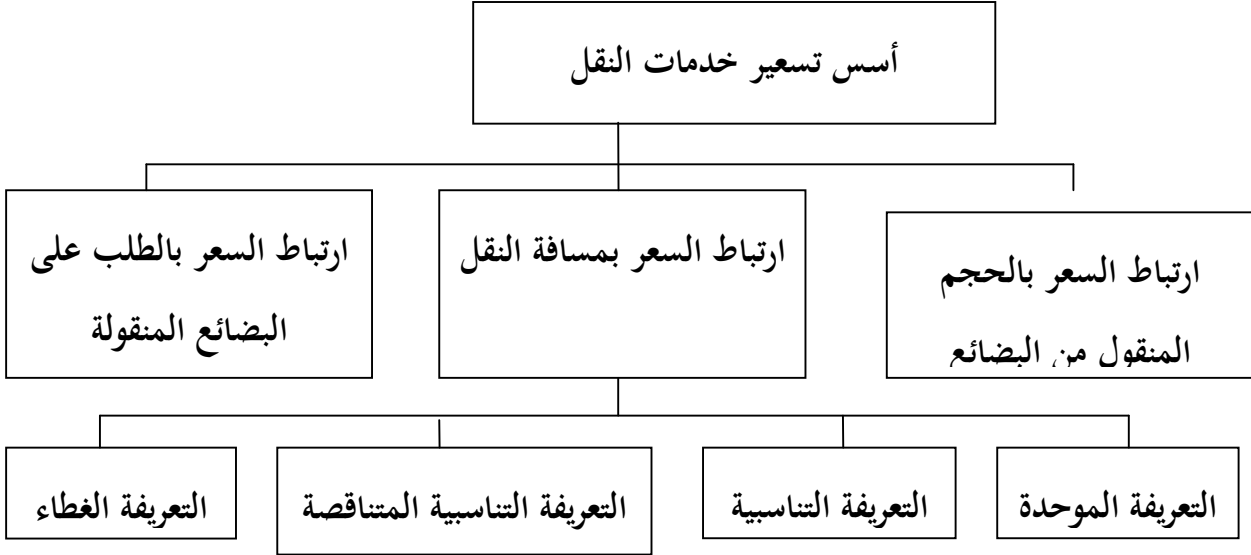 أسس تسعير خدمات النقل
ارتباط السعر بالحجم
المنقول من البضائع
ارتباط السعر بمسافة النقل
ارتباط السعر بالطلب على
البضائع المنقولة
التعريفة الموحدة
التعريفة التناسبية
التعريفة التناسبية المتناقصة
التعريفة الغطاء